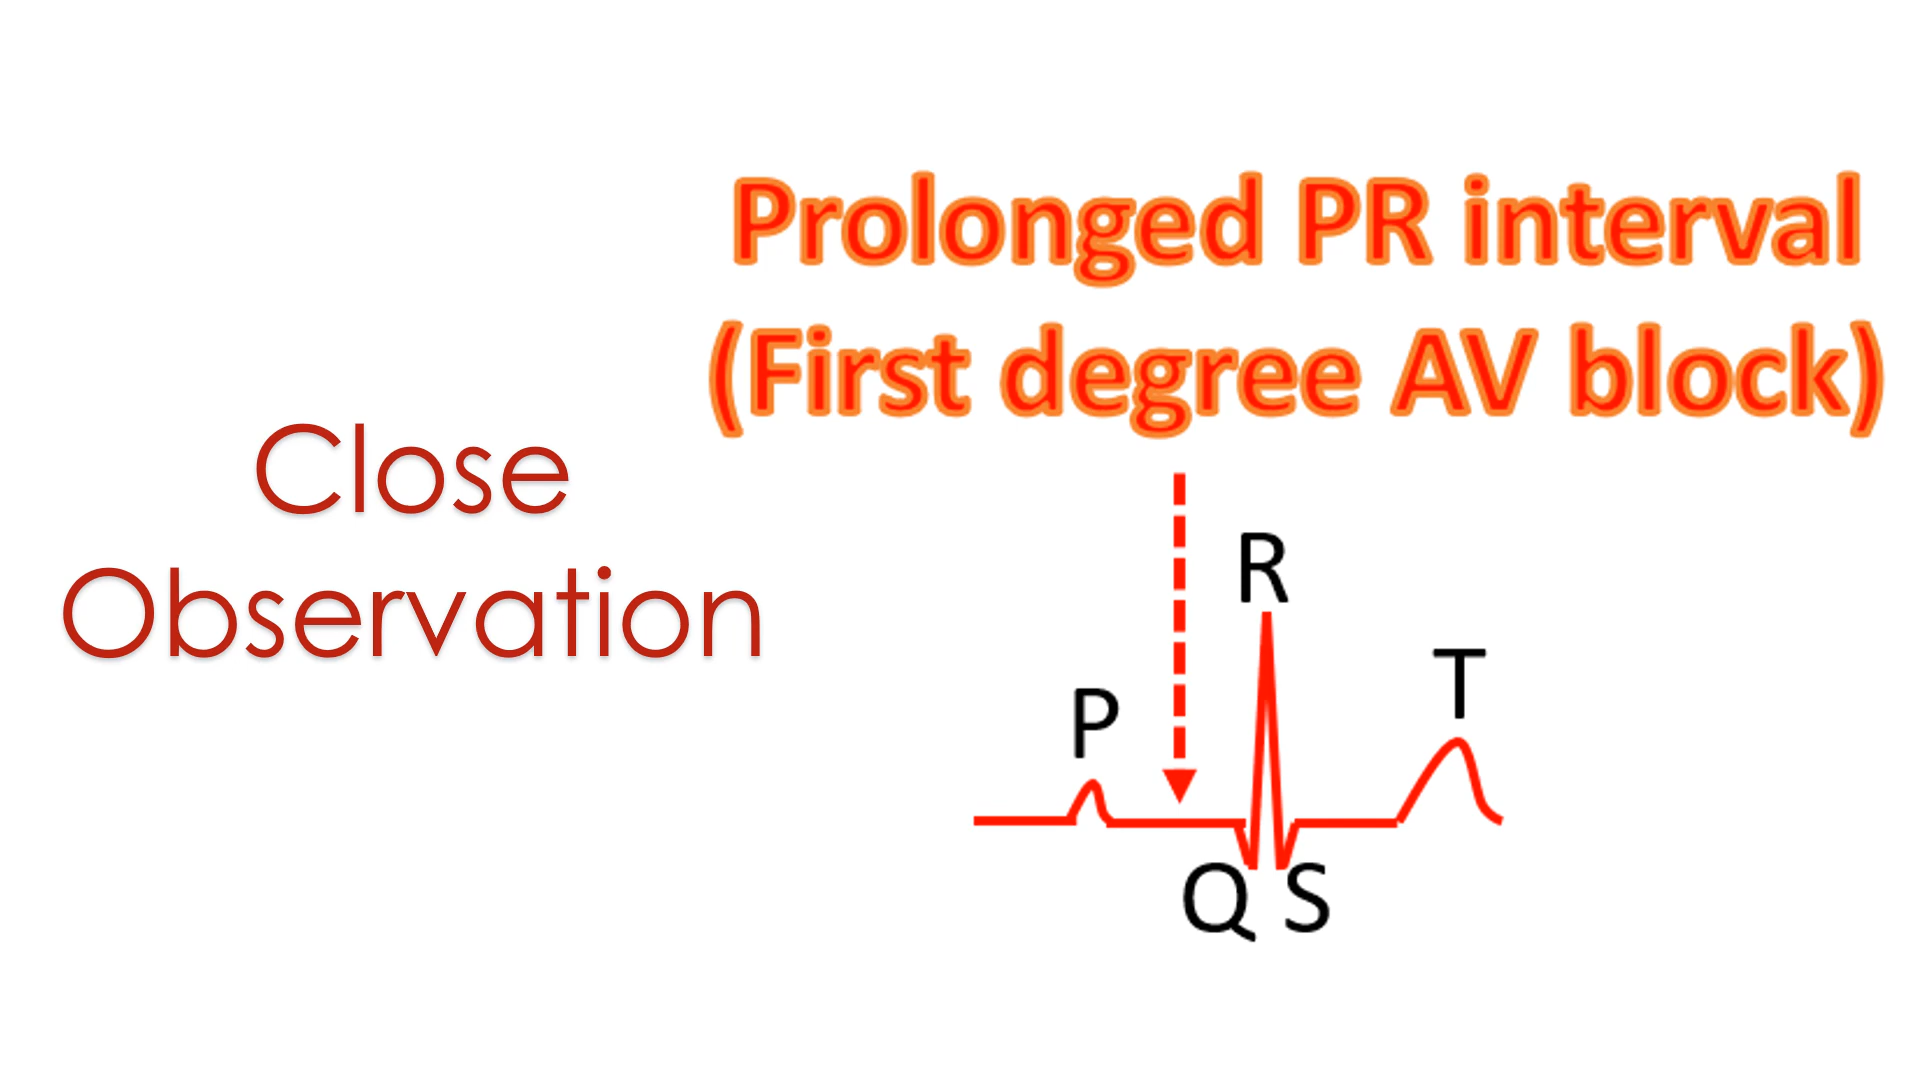 Close
Observation
Prolonged PR interval
(First degree AV block)
R
T
P
Q S